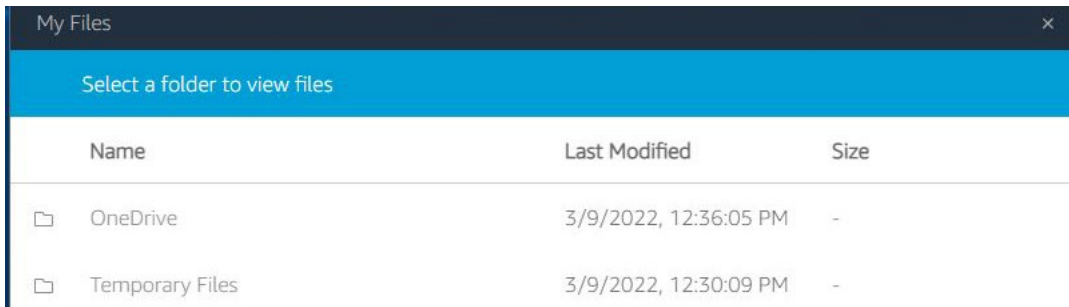 My Files
Select a folder to view files
Name Last Modified Size
OneDrive 3/9/2022, 12:36:05 PM -
Temporary Files 3/9/2022, 12:30:09 PM -